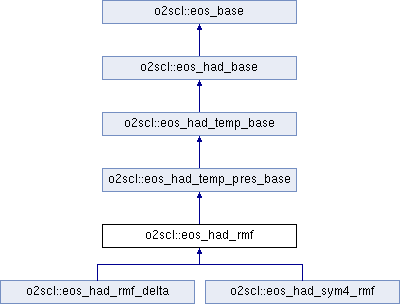 o2scl::eos_base
o2scl::eos_had_base
o2scl::eos_had_temp_base
o2scl::eos_had_temp_pres_base
o2scl::eos_had_rmf
o2scl::eos_had_rmf_delta
o2scl::eos_had_sym4_rmf